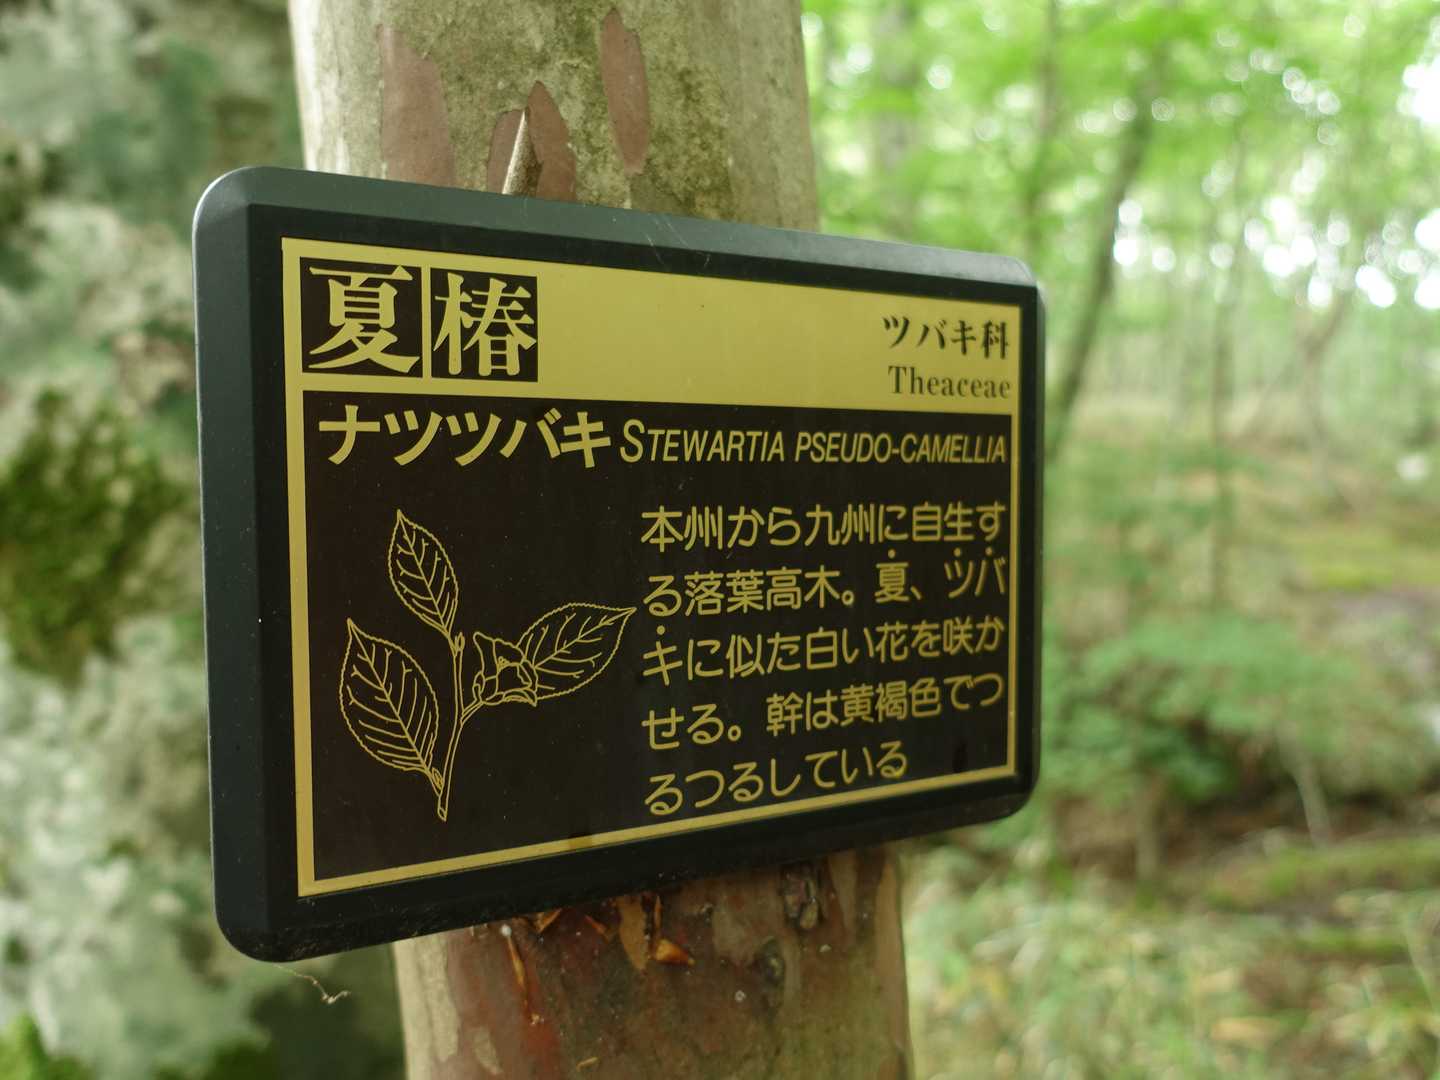 夏椿
ツバキ科
Theaceae
ナツツバキ STEWARTIA PSEUDO-CAMELLIA
本州から九州に自生す
る落葉高木。夏、ツバ
キに似た白い花を咲か
せる。幹は黄褐色でつ
るつるしている